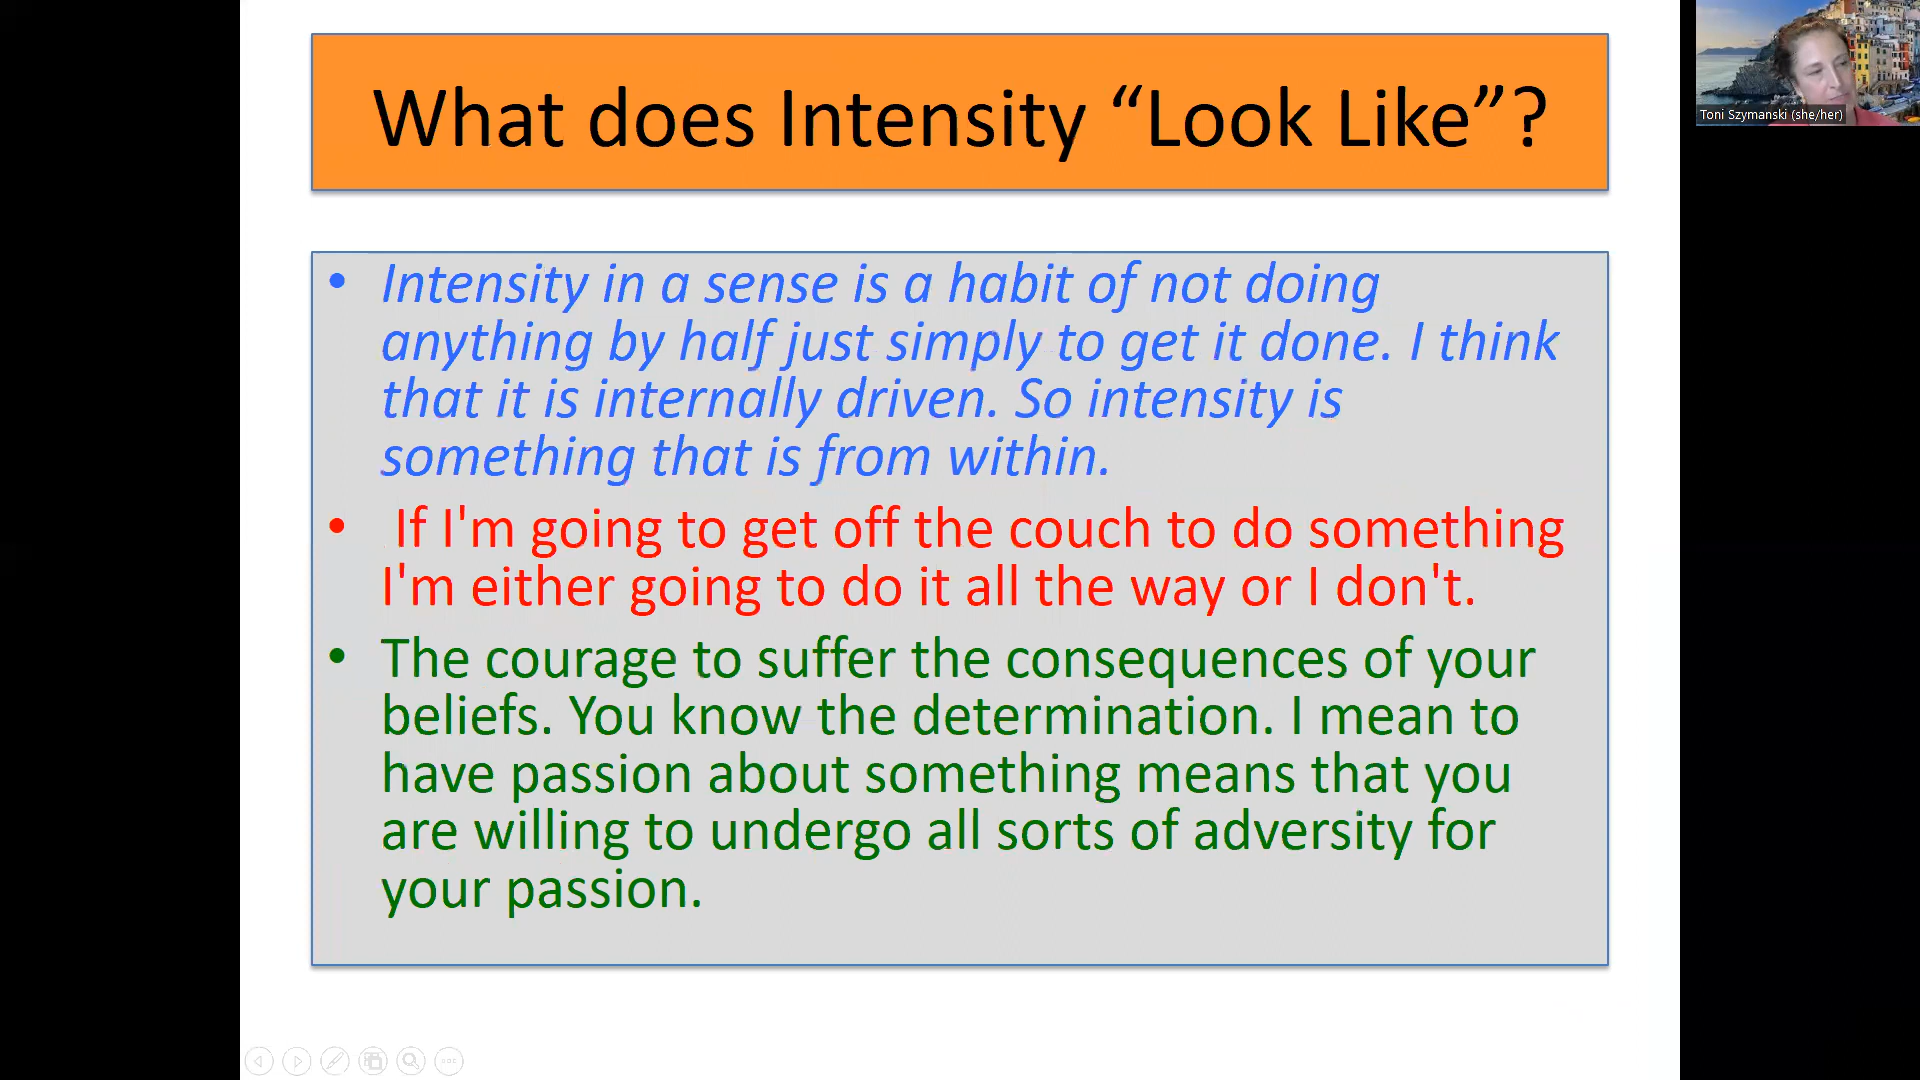 What does Intensity “Look Like”?
Toni Szymanski (she/her)
• Intensity in a sense is a habit of not doing
anything by half just simply to get it done. I think
that it is internally driven. So intensity is
something that is from within.
• If I'm going to get off the couch to do something
I'm either going to do it all the way or I don't.
• The courage to suffer the consequences of your
beliefs. You know the determination. I mean to
have passion about something means that you
are willing to undergo all sorts of adversity for
your passion.